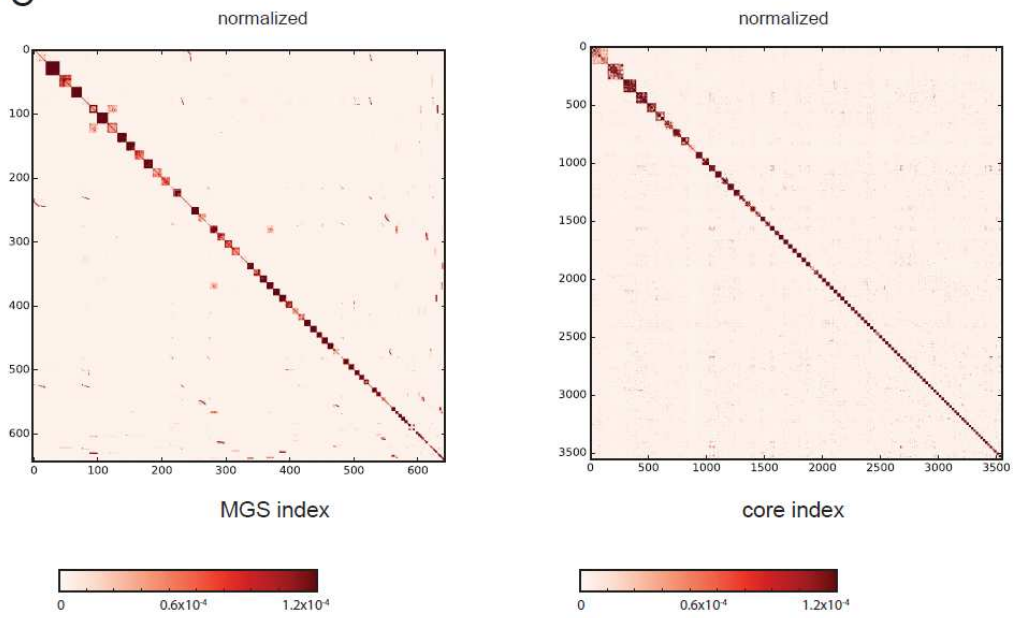 normalized
0
100
200
300
400
500
600
0 100 200 300 400 500 600
MGS index
0 0.6x10⁻⁴ 1.2x10⁻⁴
normalized
0
500
1000
1500
2000
2500
3000
3500
0 500 1000 1500 2000 2500 3000 3500
core index
0 0.6x10⁻⁴ 1.2x10⁻⁴